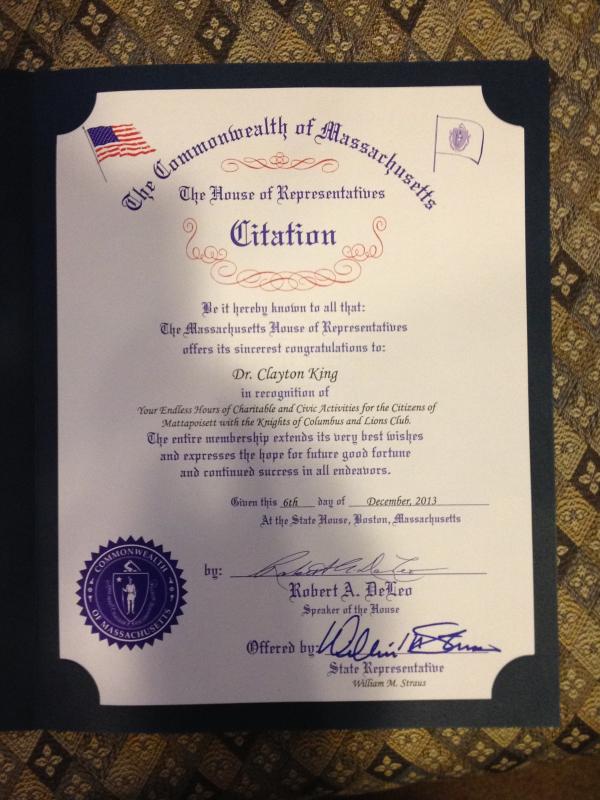 The Commonwealth of Massachusetts
The House of Representatives
Citation
Be it hereby known to all that:
The Massachusetts House of Representatives
offers its sincerest congratulations to:
Dr. Clayton King
in recognition of
Your Endless Hours of Charitable and Civic Activities for the Citizens of
Mattapoisett with the Knights of Columbus and Lions Club.
The entire membership extends its very best wishes
and expresses the hope for future good fortune
and continued success in all endeavors.
Given this 6th day of December, 2013
At the State House, Boston, Massachusetts
COMMONWEALTH
OF MASSACHUSETTS
by: Robert A. DeLeo
Robert A. DeLeo
Speaker of the House
Offered by: William M. Straus
State Representative
William M. Straus